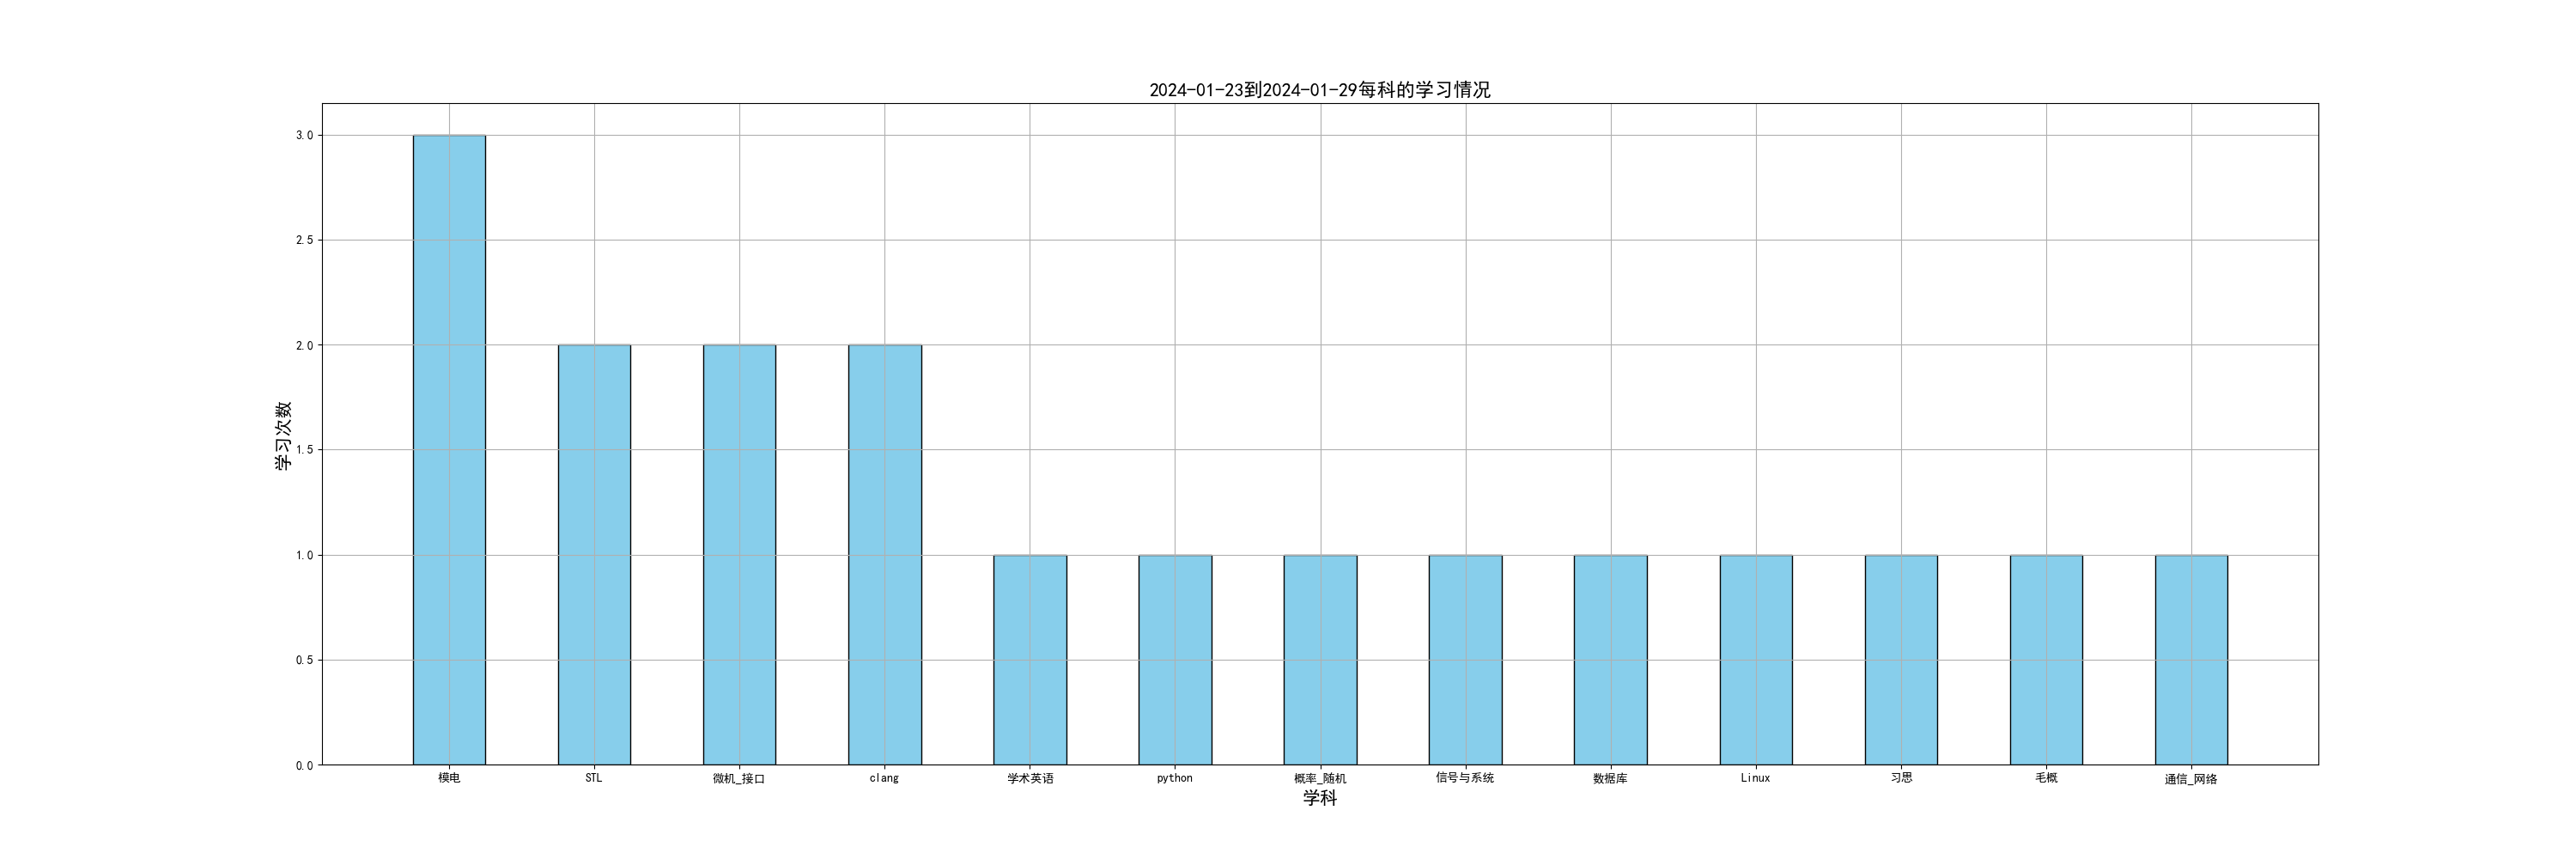 2024-01-23到2024-01-29每科的学习情况
学习次数
3.0
2.5
2.0
1.5
1.0
0.5
0.0
模电 STL 微机_接口 clang 学术英语 python 概率_随机 信号与系统 数据库 Linux 习思 毛概 通信_网络
学科